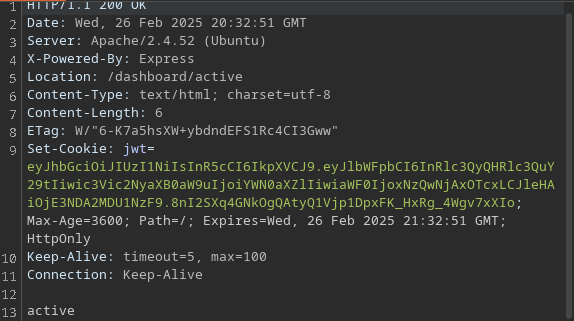 1 HTTP/1.1 200 OK
2 Date: Wed, 26 Feb 2025 20:32:51 GMT
3 Server: Apache/2.4.52 (Ubuntu)
4 X-Powered-By: Express
5 Location: /dashboard/active
6 Content-Type: text/html; charset=utf-8
7 Content-Length: 6
8 ETag: W/"6-K7a5hsXW+ybdndEFS1Rc4CI3Gww"
9 Set-Cookie: jwt=
eyJhbGciOiJIUzI1NiIsInR5cCI6IkpXVCJ9.eyJlbWFpbCI6InRlc3QyQHRlc3QuY
29tIiwic3Vic2NyaXB0aW9uIjoiYWN0aXZlIiwiaWF0IjoxNzQwNjAxOTcxLCJleHA
iOjE3NDA2MDU1NzF9.8nI2SXq4GNkOgQAtyQ1Vjp1DpxFK_HxRg_4Wgv7xXIo;
Max-Age=3600; Path=/; Expires=Wed, 26 Feb 2025 21:32:51 GMT;
HttpOnly
10 Keep-Alive: timeout=5, max=100
11 Connection: Keep-Alive
12
13 active